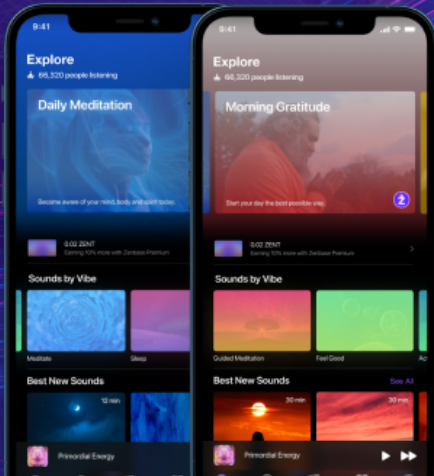 9:41
Explore
66,320 people listening
Daily Meditation
Become aware of your mind, body and spirit today.
0.02 ZENT
Earning 10% more with Zenbase Premium
Sounds by Vibe
Meditate
Sleep
Best New Sounds
12 min
Primordial Energy
9:41
Explore
66,320 people listening
Morning Gratitude
Start your day the best possible way.
0.02 ZENT
Earning 10% more with Zenbase Premium
Sounds by Vibe
Guided Meditation
Feel Good
Best New Sounds
See All
30 min
30 min
Primordial Energy